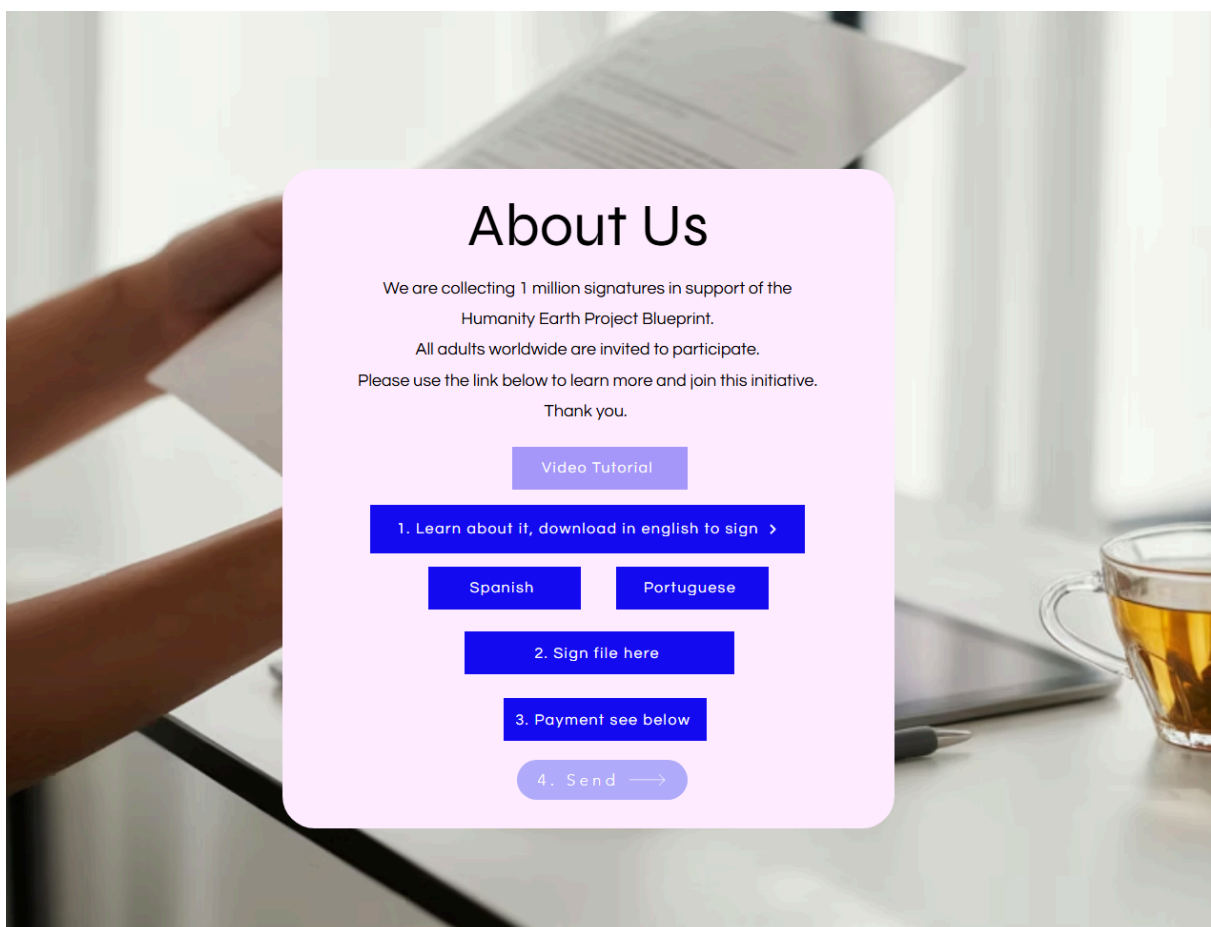 About Us
We are collecting 1 million signatures in support of the
Humanity Earth Project Blueprint.
All adults worldwide are invited to participate.
Please use the link below to learn more and join this initiative.
Thank you.
Video Tutorial
1. Learn about it, download in english to sign
Spanish
Portuguese
2. Sign file here
3. Payment see below
4. Send